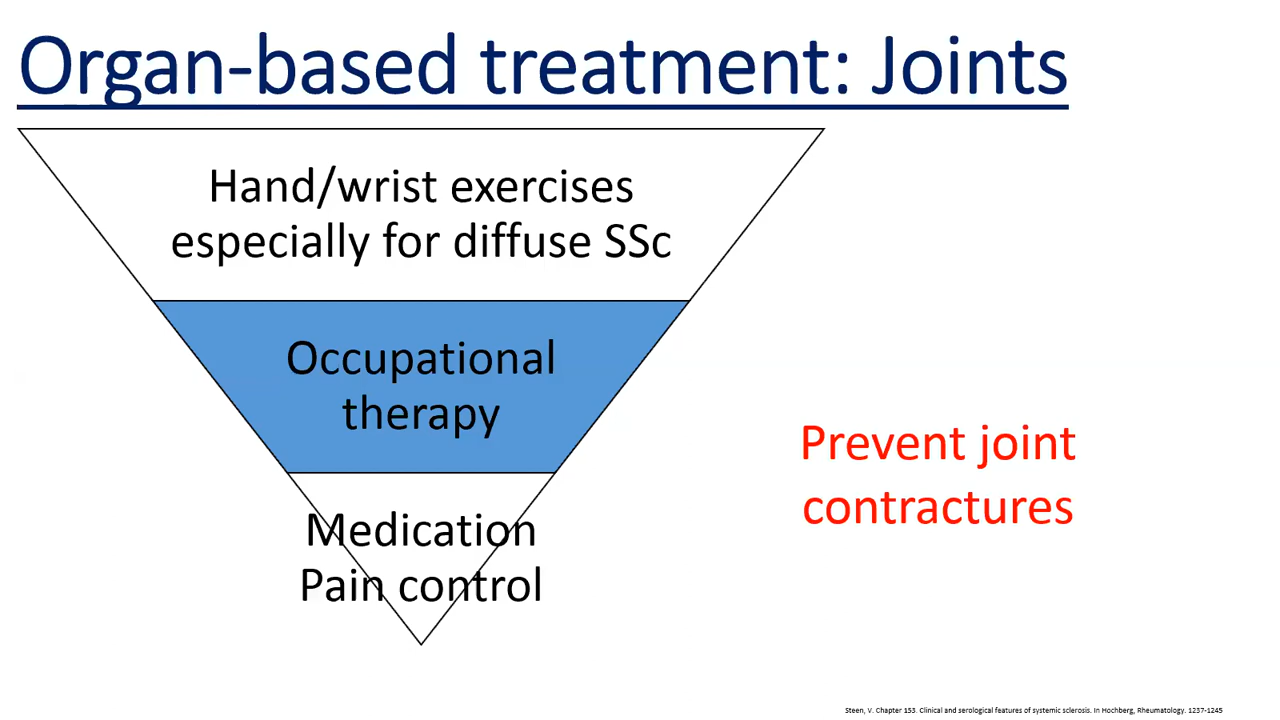 Organ-based treatment: Joints
Hand/wrist exercises
especially for diffuse SSc
Occupational
therapy
Medication
Pain control
Prevent joint
contractures
Steen, V. Chapter 153. Clinical and serological features of systemic sclerosis. In Hochberg, Rheumatology. 1237-1245